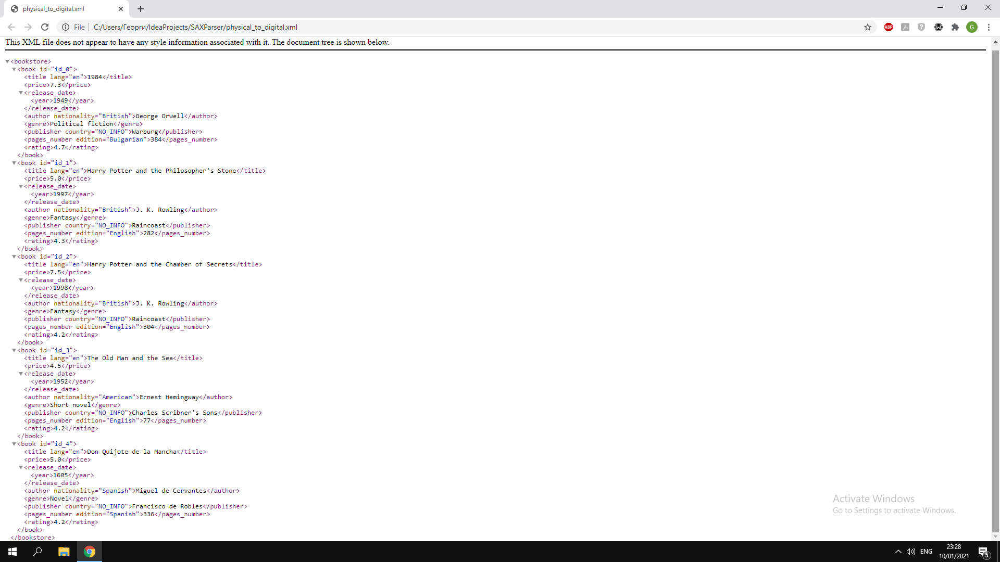 physical_to_digital.xml
File | C:/Users/Георги/IdeaProjects/SAXParser/physical_to_digital.xml
ABP
G
This XML file does not appear to have any style information associated with it. The document tree is shown below.
<bookstore>
<book id="id_0">
<title lang="en">1984</title>
<price>7.3</price>
<release_date>
<year>1949</year>
</release_date>
<author nationality="British">George Orwell</author>
<genre>Political fiction</genre>
<publisher country="NO_INFO">Warburg</publisher>
<pages_number edition="Bulgarian">384</pages_number>
<rating>4.7</rating>
</book>
<book id="id_1">
<title lang="en">Harry Potter and the Philosopher's Stone</title>
<price>5.0</price>
<release_date>
<year>1997</year>
</release_date>
<author nationality="British">J. K. Rowling</author>
<genre>Fantasy</genre>
<publisher country="NO_INFO">Raincoast</publisher>
<pages_number edition="English">282</pages_number>
<rating>4.3</rating>
</book>
<book id="id_2">
<title lang="en">Harry Potter and the Chamber of Secrets</title>
<price>7.5</price>
<release_date>
<year>1998</year>
</release_date>
<author nationality="British">J. K. Rowling</author>
<genre>Fantasy</genre>
<publisher country="NO_INFO">Raincoast</publisher>
<pages_number edition="English">304</pages_number>
<rating>4.2</rating>
</book>
<book id="id_3">
<title lang="en">The Old Man and the Sea</title>
<price>4.5</price>
<release_date>
<year>1952</year>
</release_date>
<author nationality="American">Ernest Hemingway</author>
<genre>Short novel</genre>
<publisher country="NO_INFO">Charles Scribner's Sons</publisher>
<pages_number edition="English">77</pages_number>
<rating>4.2</rating>
</book>
<book id="id_4">
<title lang="en">Don Quijote de la Mancha</title>
<price>5.0</price>
<release_date>
<year>1605</year>
</release_date>
<author nationality="Spanish">Miguel de Cervantes</author>
<genre>Novel</genre>
<publisher country="NO_INFO">Francisco de Robles</publisher>
<pages_number edition="Spanish">336</pages_number>
<rating>4.2</rating>
</book>
</bookstore>
Activate Windows
Go to Settings to activate Windows.
ENG
23:28
10/01/2021
5